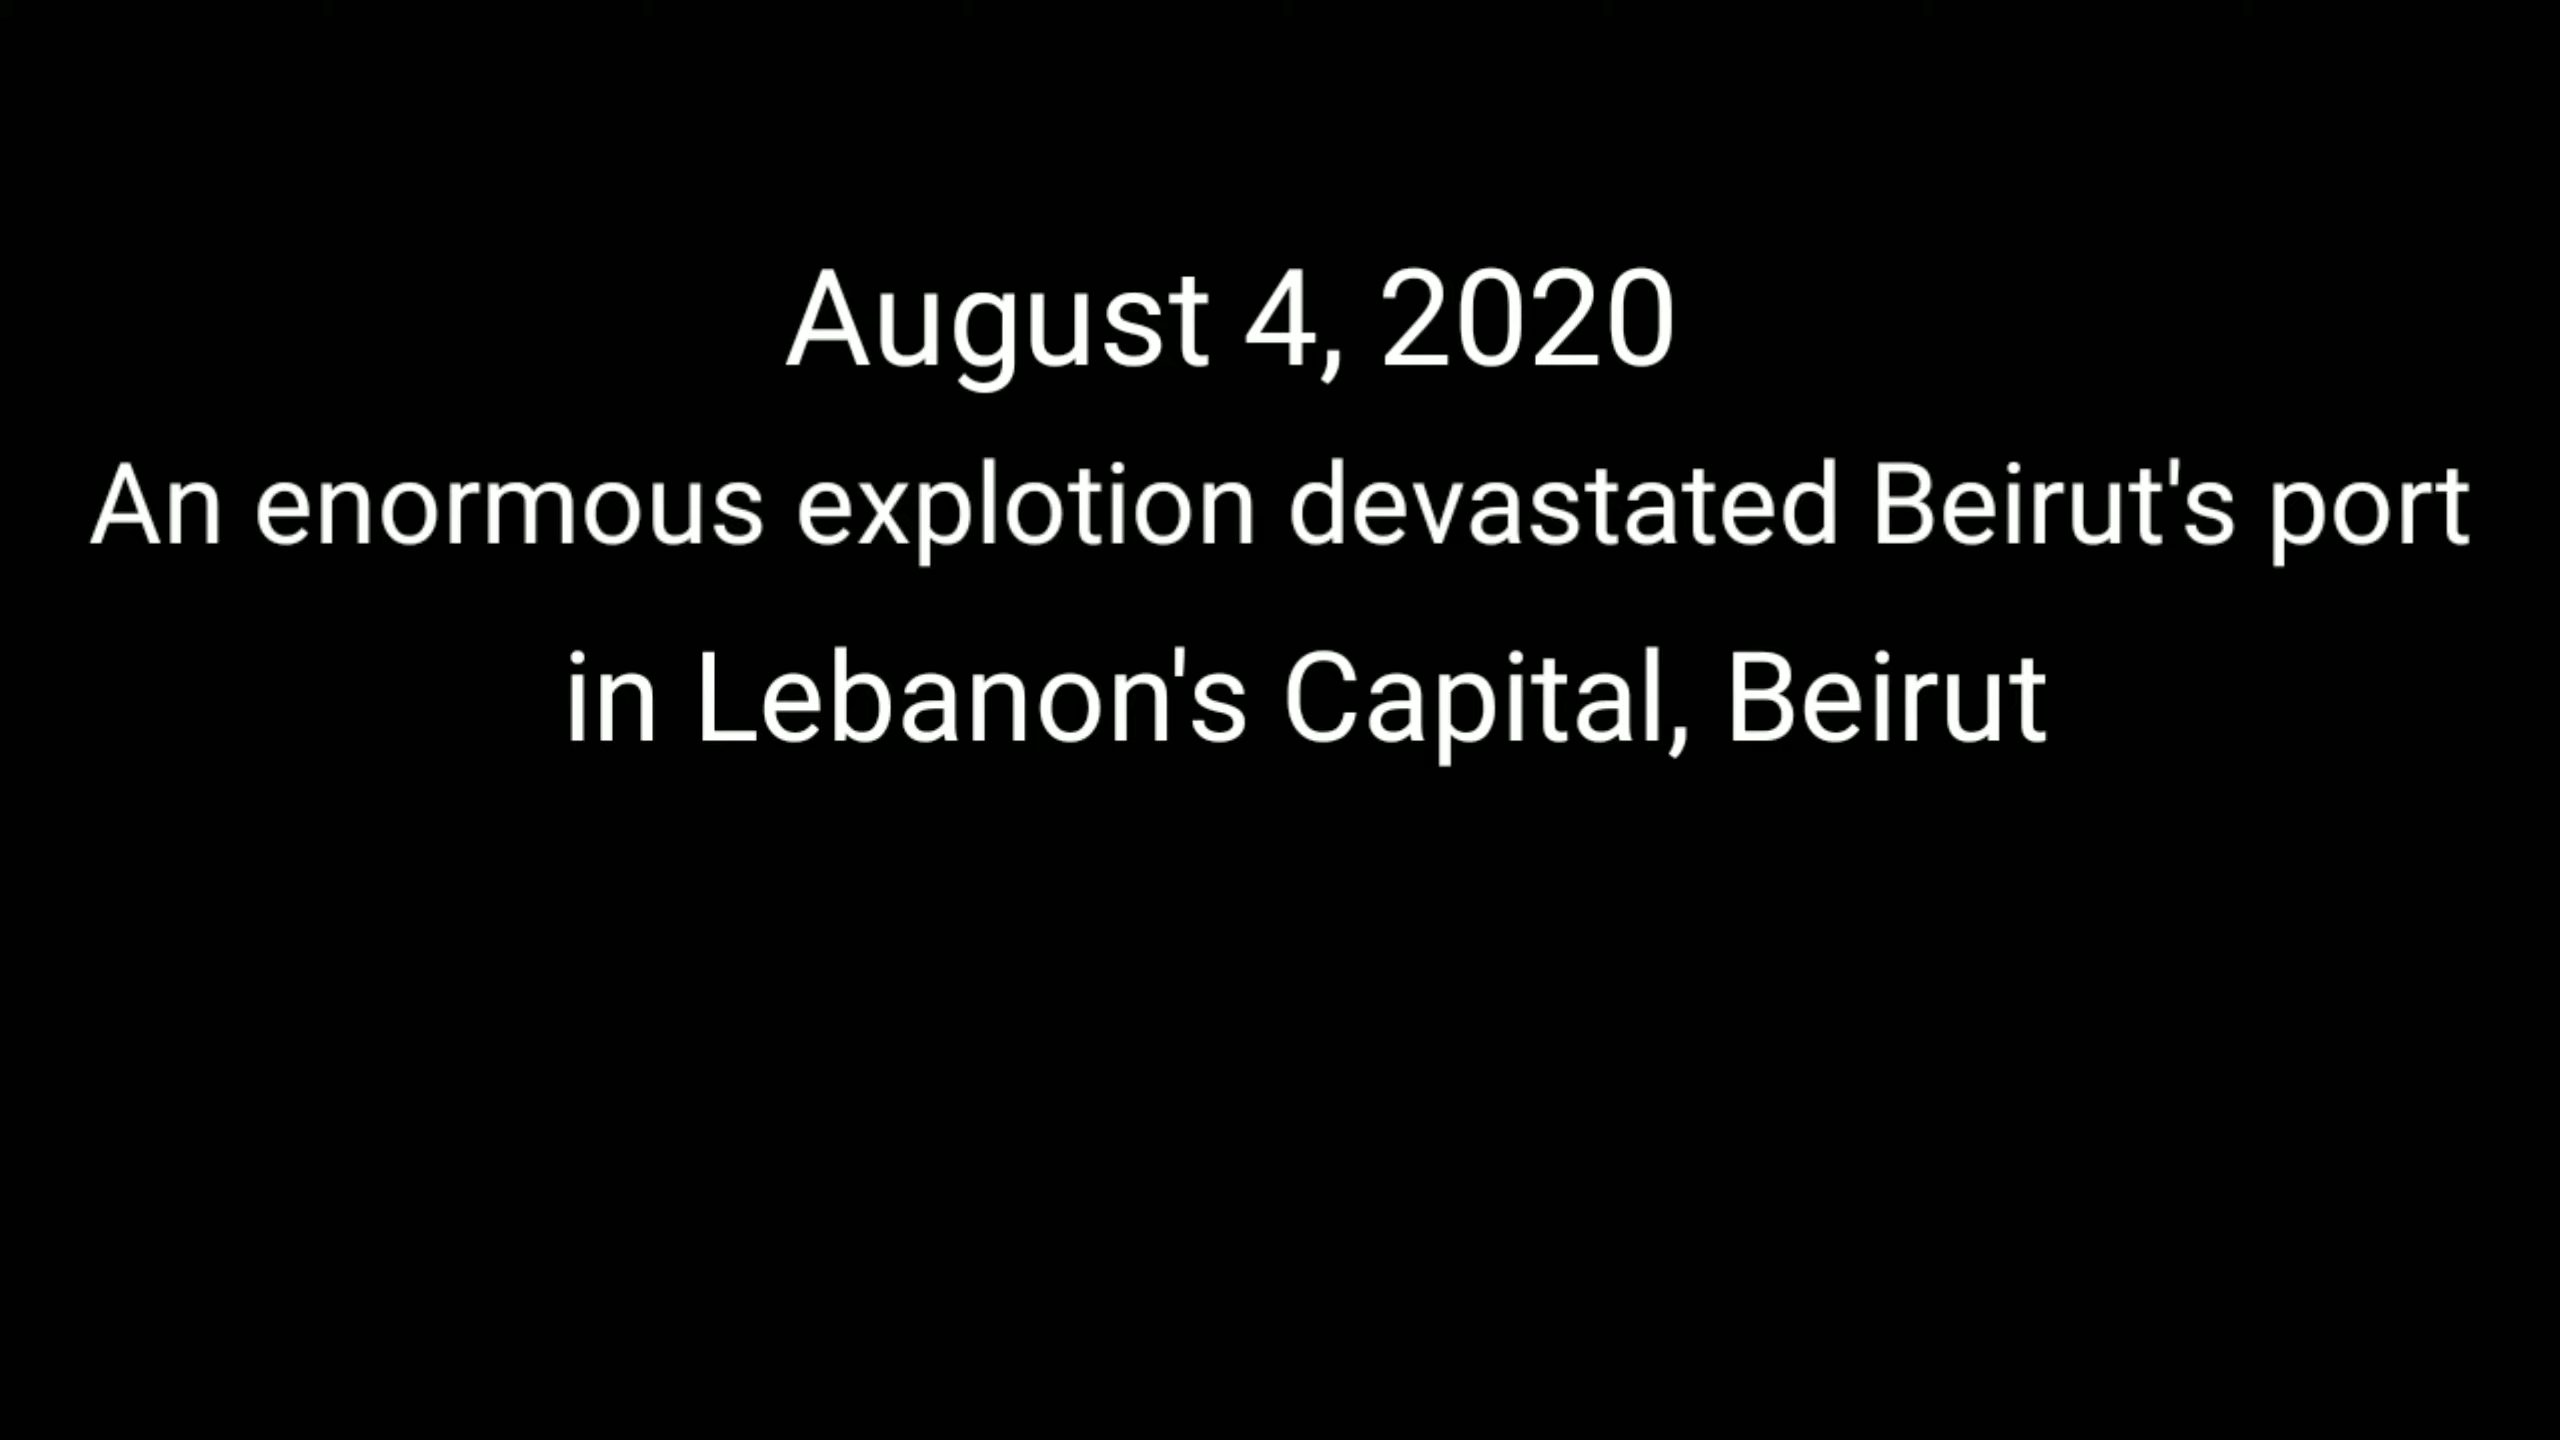 August 4, 2020
An enormous explotion devastated Beirut's port
in Lebanon's Capital, Beirut